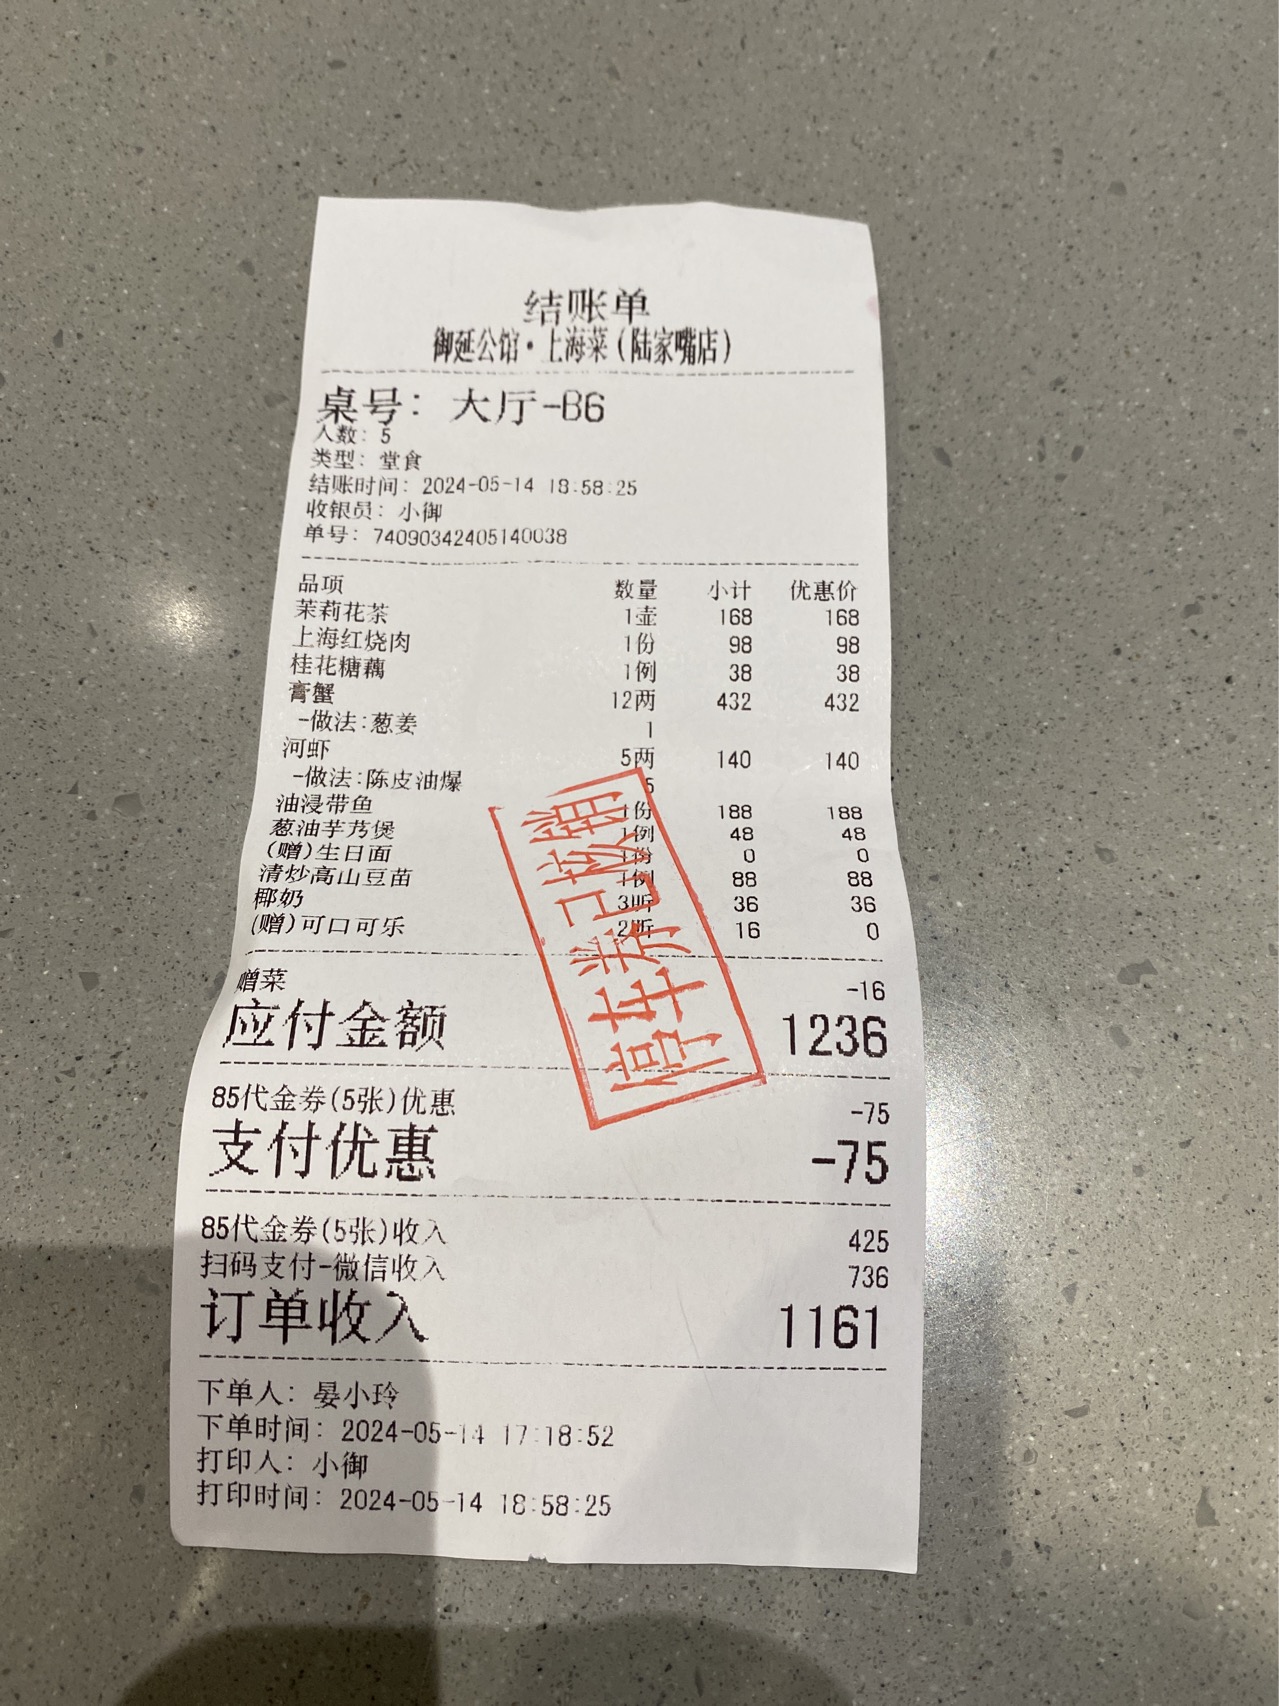 结账单
御延公馆·上海菜(陆家嘴店)
桌号: 大厅-B6
人数: 5
类型: 堂食
结账时间: 2024-05-14 18:58:25
收银员: 小御
单号: 74090342405140038
品项 数量 小计 优惠价
茉莉花茶 1壶 168 168
上海红烧肉 1份 98 98
桂花糖藕 1例 38 38
膏蟹 12两 432 432
-做法:葱姜 1
河虾 5两 140 140
-做法:陈皮油爆 5
油浸带鱼 1份 188 188
葱油芋艿煲 1例 48 48
(赠)生日面 1份 0 0
清炒高山豆苗 1例 88 88
椰奶 3听 36 36
(赠)可口可乐 2听 16 0
停车券已核销
赠菜 -16
应付金额 1236
85代金券(5张)优惠 -75
支付优惠 -75
85代金券(5张)收入 425
扫码支付-微信收入 736
订单收入 1161
下单人: 晏小玲
下单时间: 2024-05-14 17:18:52
打印人: 小御
打印时间: 2024-05-14 18:58:25